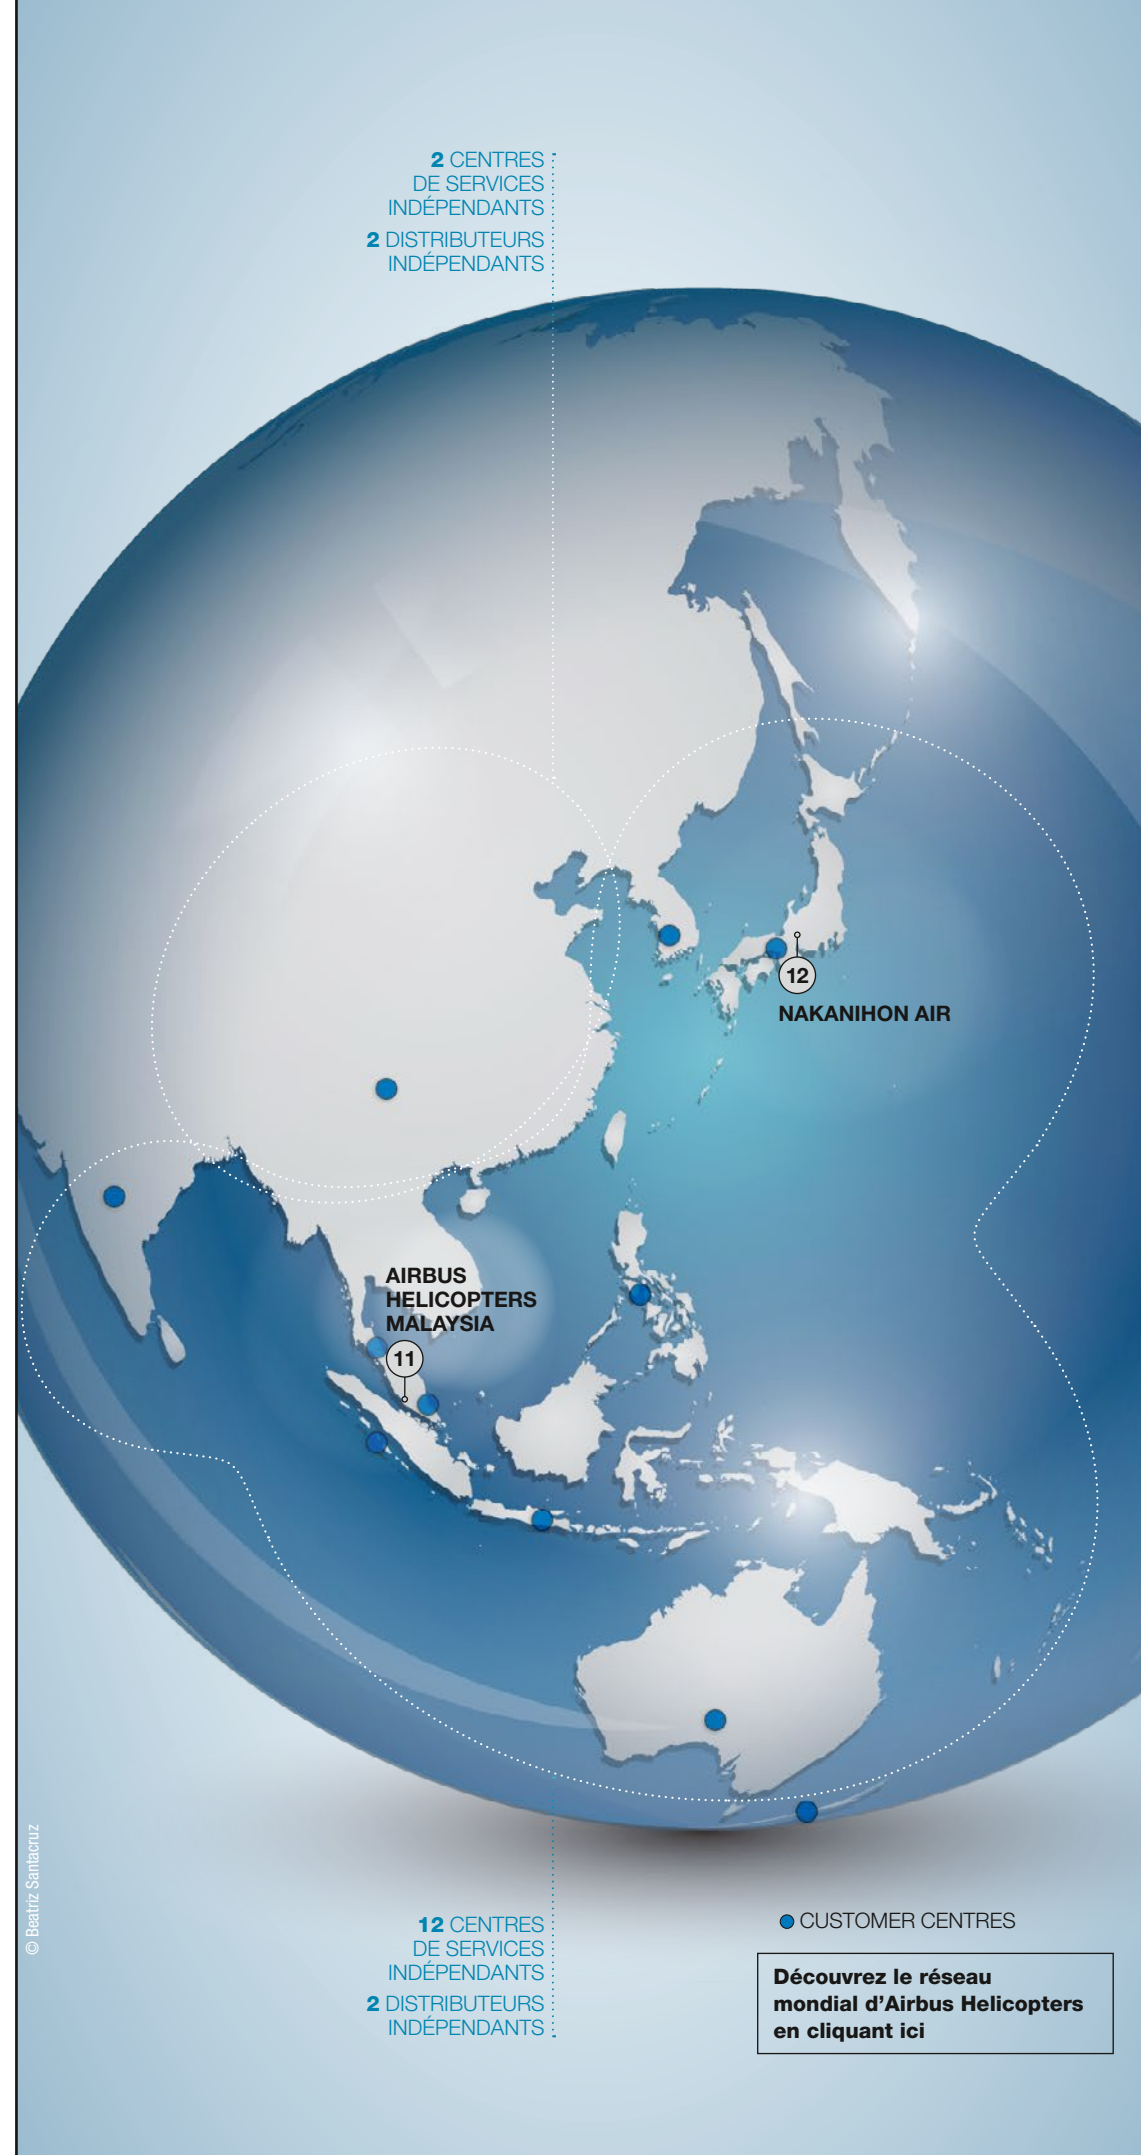 2 CENTRES
DE SERVICES
INDÉPENDANTS
2 DISTRIBUTEURS
INDÉPENDANTS
12
NAKANIHON AIR
AIRBUS
HELICOPTERS
MALAYSIA
11
© Beatriz Santacruz
12 CENTRES
DE SERVICES
INDÉPENDANTS
2 DISTRIBUTEURS
INDÉPENDANTS
CUSTOMER CENTRES
Découvrez le réseau
mondial d'Airbus Helicopters
en cliquant ici